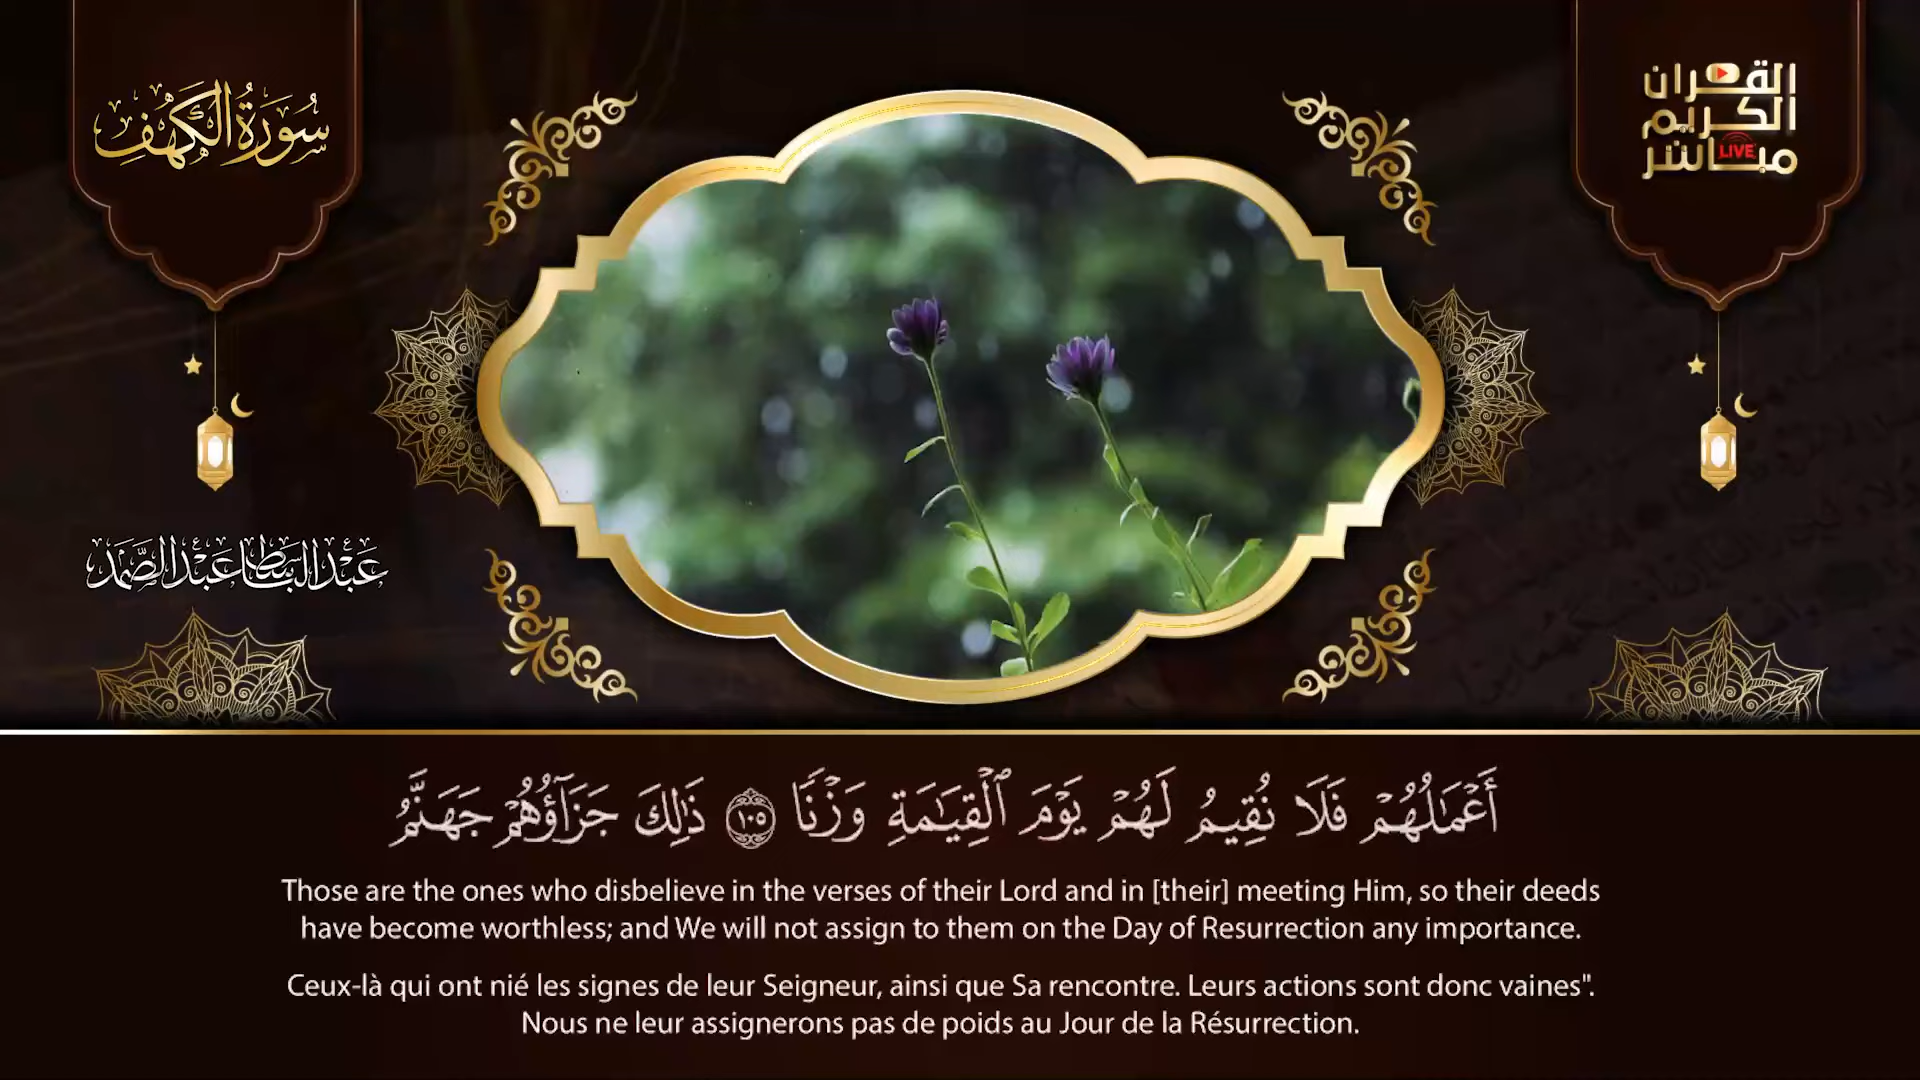 سُورَةُ الكَهْفِ
القرآن
الكريم
مباشر
LIVE
عَبْدالبَاسِط عَبْدالصَّمَد
أَعْمَٰلُهُمْ فَلَا نُقِيمُ لَهُمْ يَوْمَ ٱلْقِيَٰمَةِ وَزْنًا ١٠٥ ذَٰلِكَ جَزَآؤُهُمْ جَهَنَّمُ
Those are the ones who disbelieve in the verses of their Lord and in [their] meeting Him, so their deeds
have become worthless; and We will not assign to them on the Day of Resurrection any importance.
Ceux-là qui ont nié les signes de leur Seigneur, ainsi que Sa rencontre. Leurs actions sont donc vaines".
Nous ne leur assignerons pas de poids au Jour de la Résurrection.